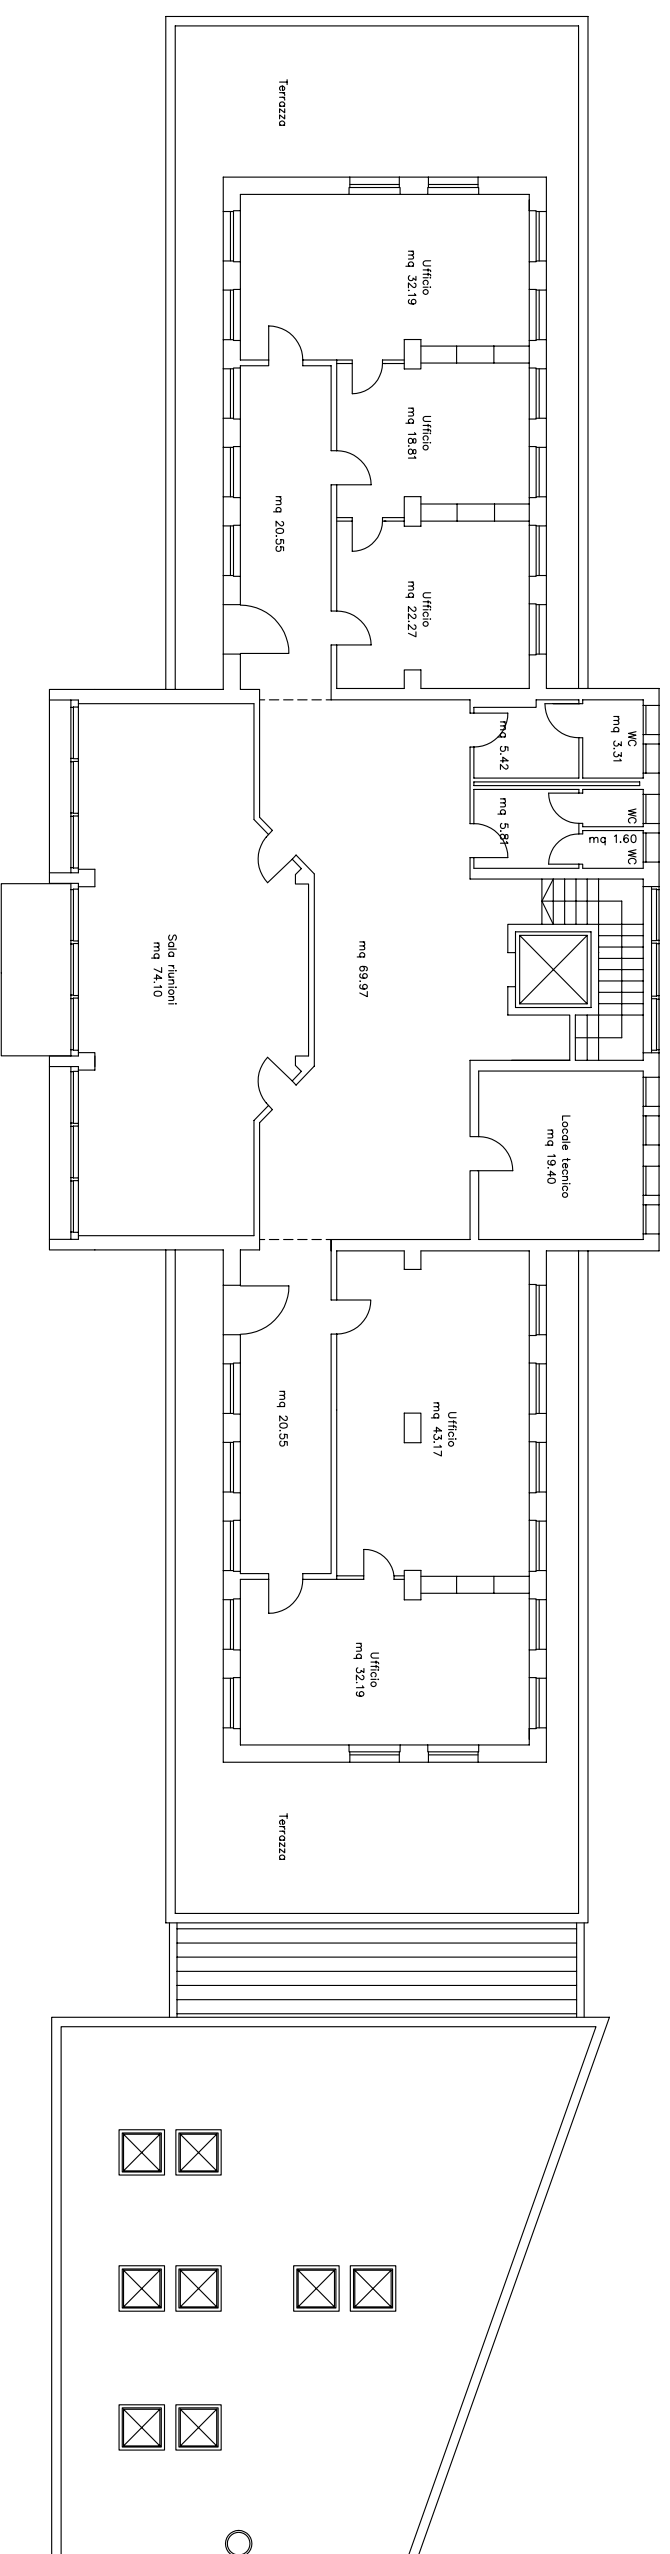 Terrazza
Ufficio
mq 32.19
Ufficio
mq 18.81
mq 20.55
Ufficio
mq 22.27
WC
mq 3.31
mq 5.42
WC
mq 5.81
mq 1.60
WC
mq 69.97
Sala riunioni
mq 74.10
Locale tecnico
mq 19.40
Ufficio
mq 43.17
mq 20.55
Ufficio
mq 32.19
Terrazza